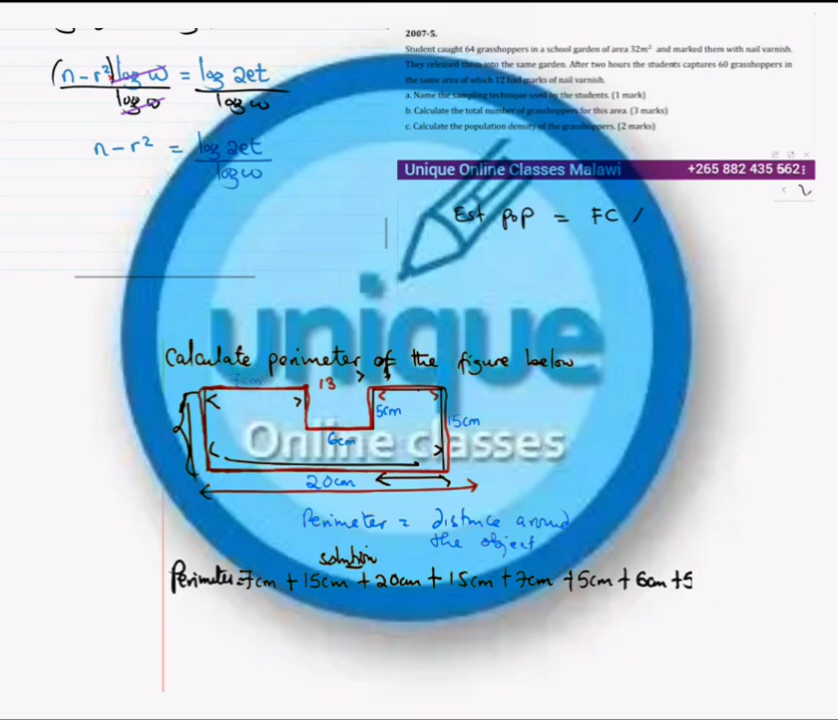 (n-r²) log w = log 2et
log w log w
n-r² = log 2et
log w
2007-5.
Student caught 64 grasshoppers in a school garden of area 32m² and marked them with nail varnish.
They released them into the same garden. After two hours the students captures 60 grasshoppers in
the same area of which 12 had marks of nail varnish.
a. Name the sampling technique used by the students. (1 mark)
b. Calculate the total number of grasshoppers for this area. (3 marks)
c. Calculate the population density of the grasshoppers. (2 marks)
Unique Online Classes Malawi +265 882 435 562
Est pop = FC /
unique
Online classes
Calculate perimeter of the figure below
7cm 13
5cm
15cm
6cm
20cm
Perimeter = distance around
the object
solution
Perimeter = 7cm + 15cm + 20cm + 15cm + 7cm + 5cm + 6cm + 5